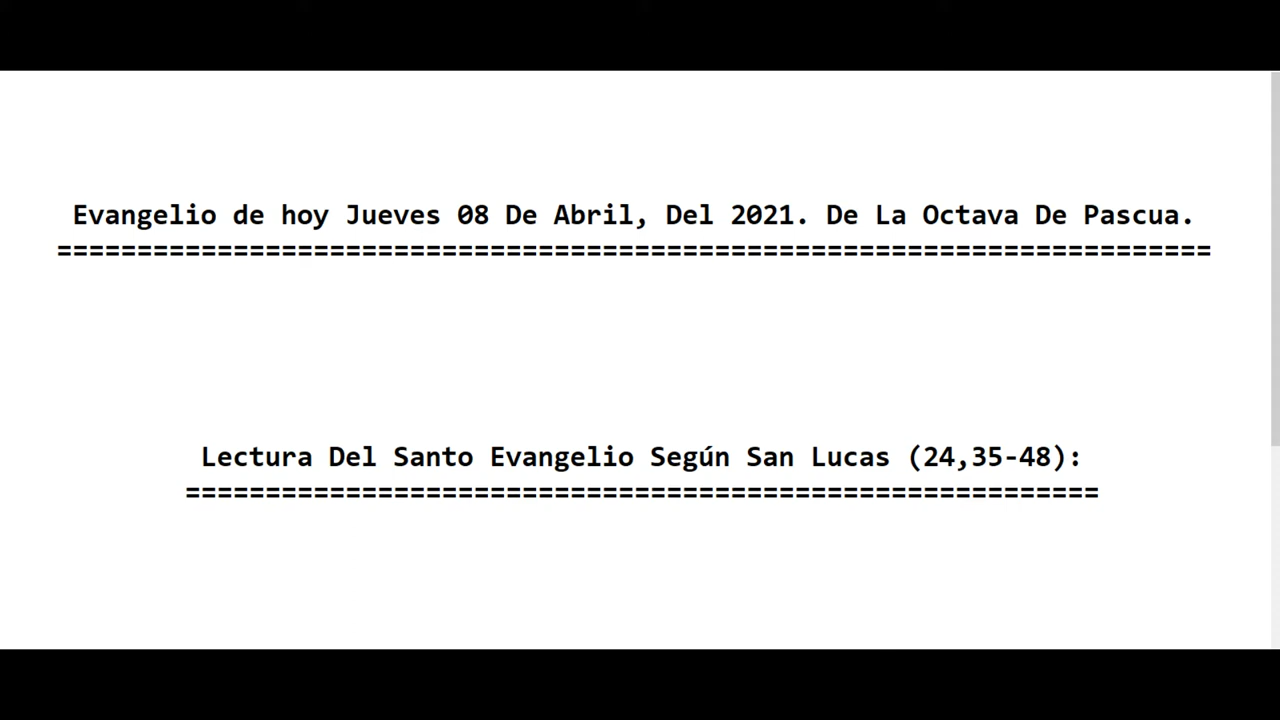 Evangelio de hoy Jueves 08 De Abril, Del 2021. De La Octava De Pascua.
========================================================================
Lectura Del Santo Evangelio Según San Lucas (24,35-48):
=========================================================